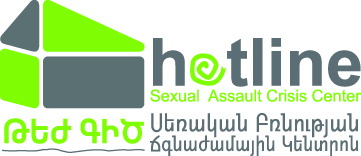 hotline
Sexual Assault Crisis Center
ԹԵԺ ԳԻԾ
Սեռական Բռնության
Ճգնաժամային Կենտրոն